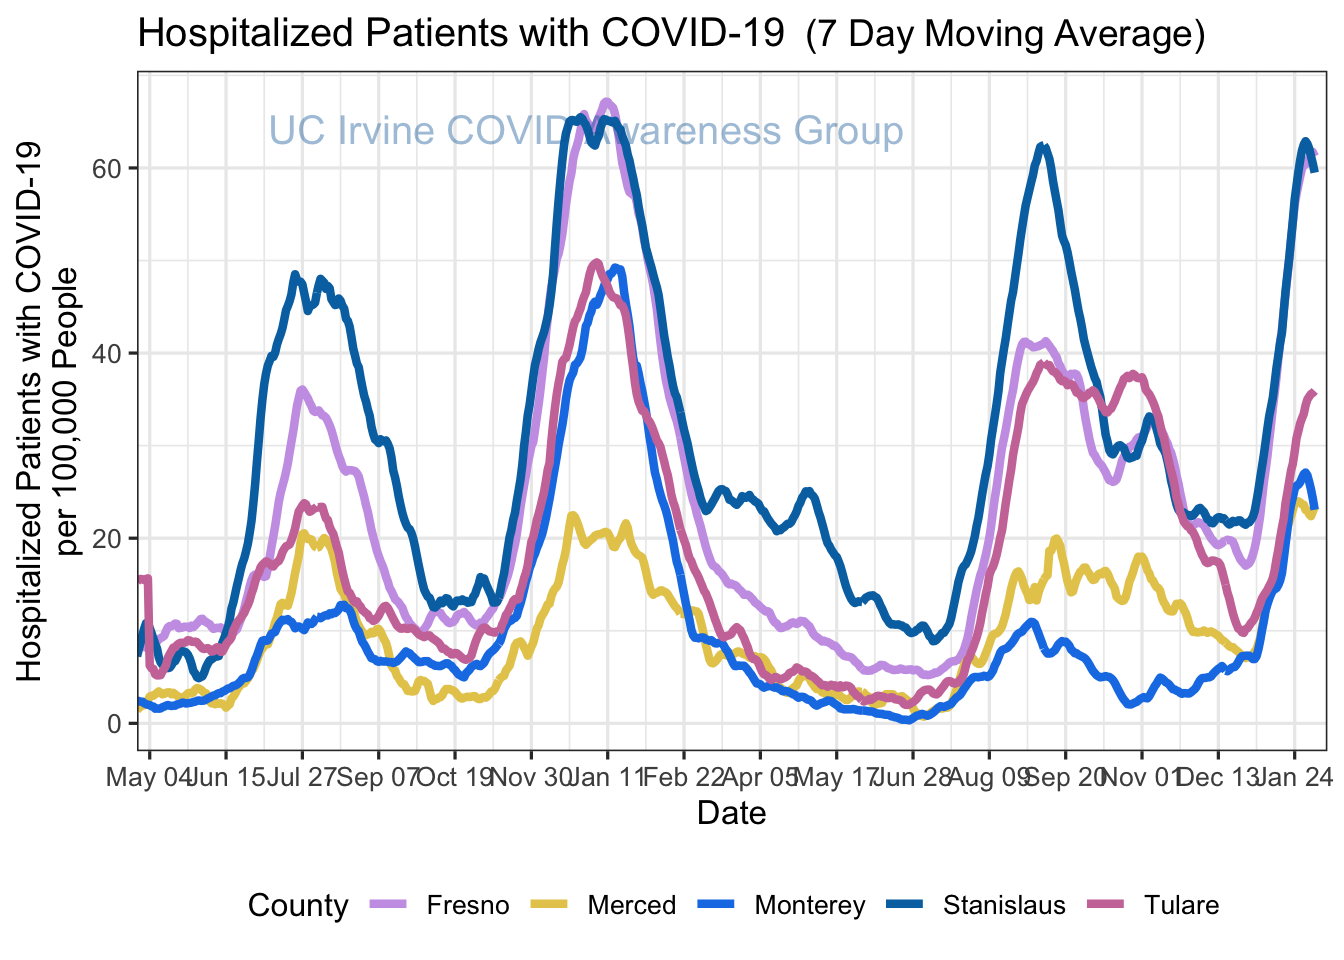 Hospitalized Patients with COVID-19 (7 Day Moving Average)
UC Irvine COVID Awareness Group
Hospitalized Patients with COVID-19
per 100,000 People
60
40
20
0
May 04 Jun 15 Jul 27 Sep 07 Oct 19 Nov 30 Jan 11 Feb 22 Apr 05 May 17 Jun 28 Aug 09 Sep 20 Nov 01 Dec 13 Jan 24
Date
County Fresno Merced Monterey Stanislaus Tulare